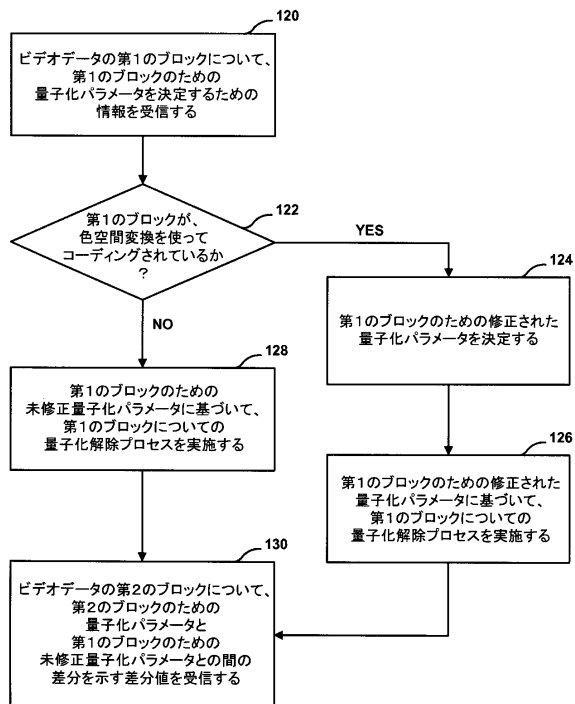 120
ビデオデータの第1のブロックについて、
第1のブロックのための
量子化パラメータを決定するための
情報を受信する
122
第1のブロックが、
色空間変換を使って
コーディングされているか
?
YES
NO
124
第1のブロックのための修正された
量子化パラメータを決定する
128
第1のブロックのための
未修正量子化パラメータに基づいて、
第1のブロックについての
量子化解除プロセスを実施する
126
第1のブロックのための修正された
量子化パラメータに基づいて、
第1のブロックについての
量子化解除プロセスを実施する
130
ビデオデータの第2のブロックについて、
第2のブロックのための
量子化パラメータと
第1のブロックのための
未修正量子化パラメータとの間の
差分を示す差分値を受信する